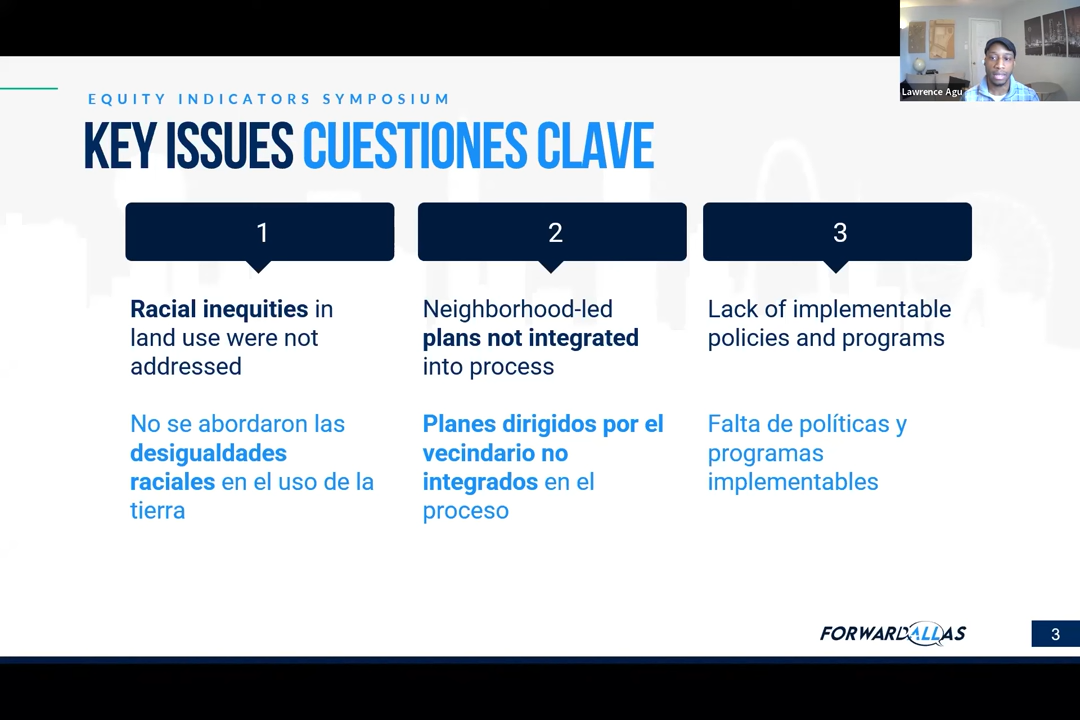 Lawrence Agu
EQUITY INDICATORS SYMPOSIUM
KEY ISSUES CUESTIONES CLAVE
1
Racial inequities in
land use were not
addressed
No se abordaron las
desigualdades
raciales en el uso de la
tierra
2
Neighborhood-led
plans not integrated
into process
Planes dirigidos por el
vecindario no
integrados en el
proceso
3
Lack of implementable
policies and programs
Falta de políticas y
programas
implementables
FORWARDALLAS
3